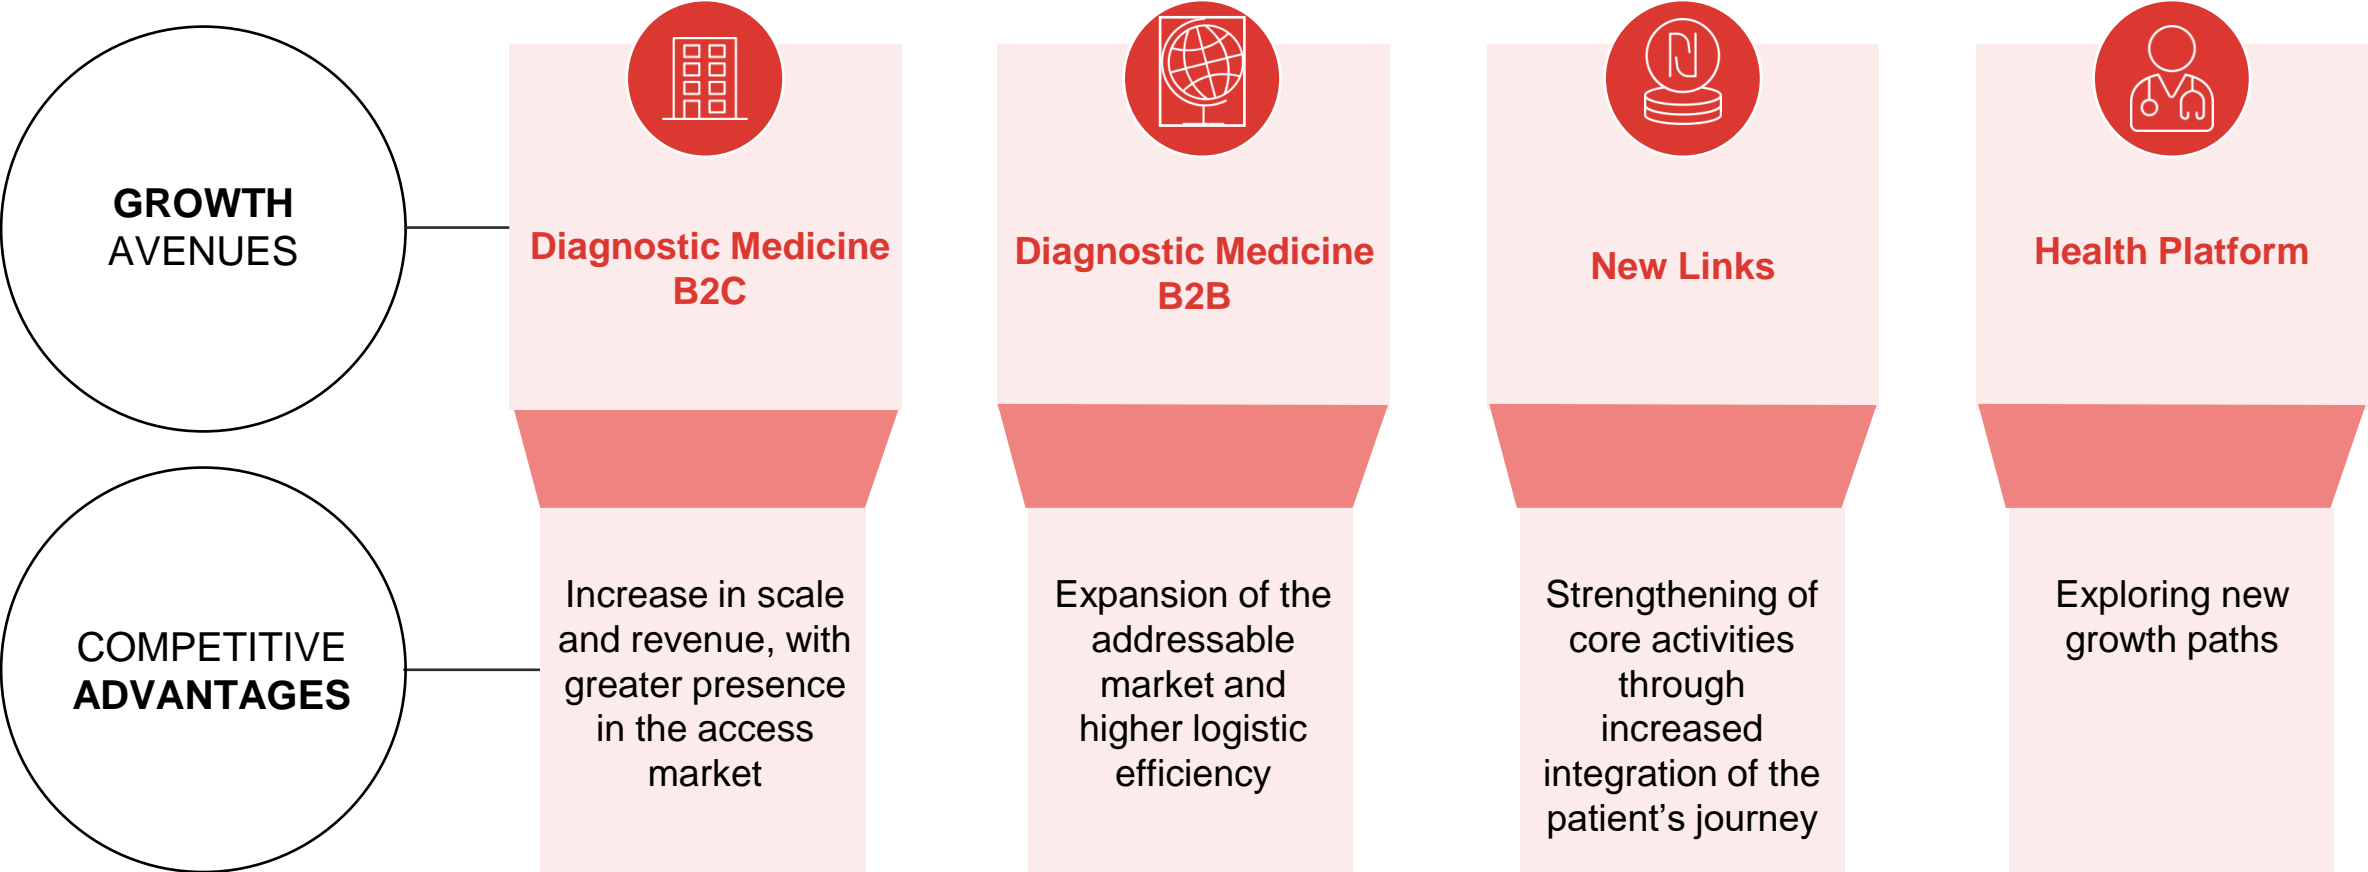 GROWTH
AVENUES
Diagnostic Medicine
B2C
Diagnostic Medicine
B2B
New Links
Health Platform
COMPETITIVE
ADVANTAGES
Increase in scale
and revenue, with
greater presence
in the access
market
Expansion of the
addressable
market and
higher logistic
efficiency
Strengthening of
core activities
through
increased
integration of the
patient’s journey
Exploring new
growth paths